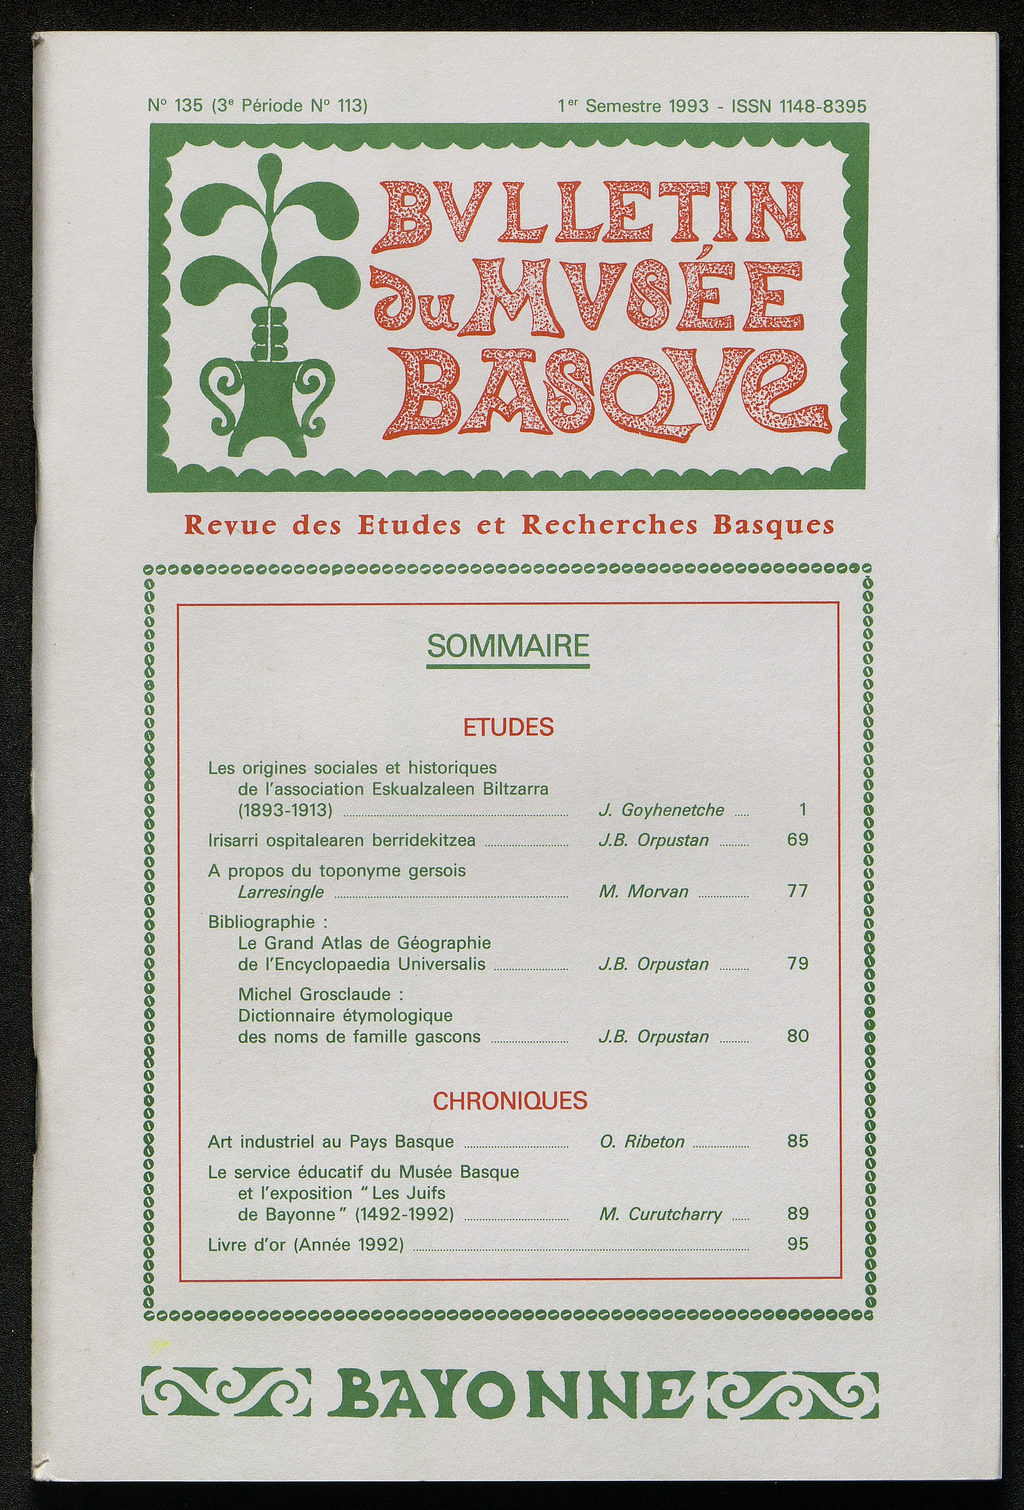 Nº 135 (3ᵉ Période Nº 113)
1ᵉʳ Semestre 1993 - ISSN 1148-8395
BVLLETIN
du MVSÉE
BASQVE
Revue des Etudes et Recherches Basques
SOMMAIRE
ETUDES
Les origines sociales et historiques
de l'association Eskualzaleen Biltzarra
(1893-1913) ........ J. Goyhenetche .... 1
Irisarri ospitalearen berridekitzea ........ J.B. Orpustan .... 69
A propos du toponyme gersois
Larresingle ........ M. Morvan .... 77
Bibliographie :
Le Grand Atlas de Géographie
de l'Encyclopaedia Universalis ........ J.B. Orpustan .... 79
Michel Grosclaude :
Dictionnaire étymologique
des noms de famille gascons ........ J.B. Orpustan .... 80
CHRONIQUES
Art industriel au Pays Basque ........ O. Ribeton .... 85
Le service éducatif du Musée Basque
et l'exposition "Les Juifs
de Bayonne" (1492-1992) ........ M. Curutcharry .... 89
Livre d'or (Année 1992) ........ 95
BAYONNE